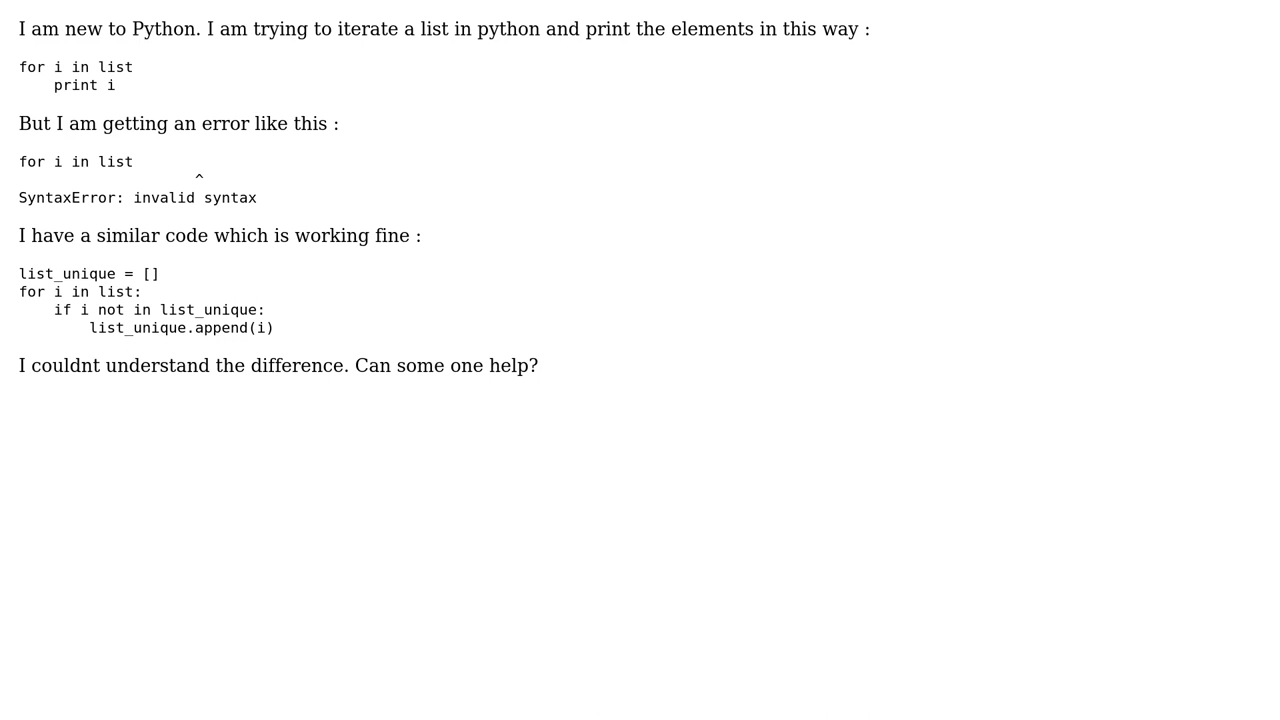 I am new to Python. I am trying to iterate a list in python and print the elements in this way :
for i in list
    print i
But I am getting an error like this :
for i in list
                    ^
SyntaxError: invalid syntax
I have a similar code which is working fine :
list_unique = []
for i in list:
    if i not in list_unique:
        list_unique.append(i)
I couldnt understand the difference. Can some one help?